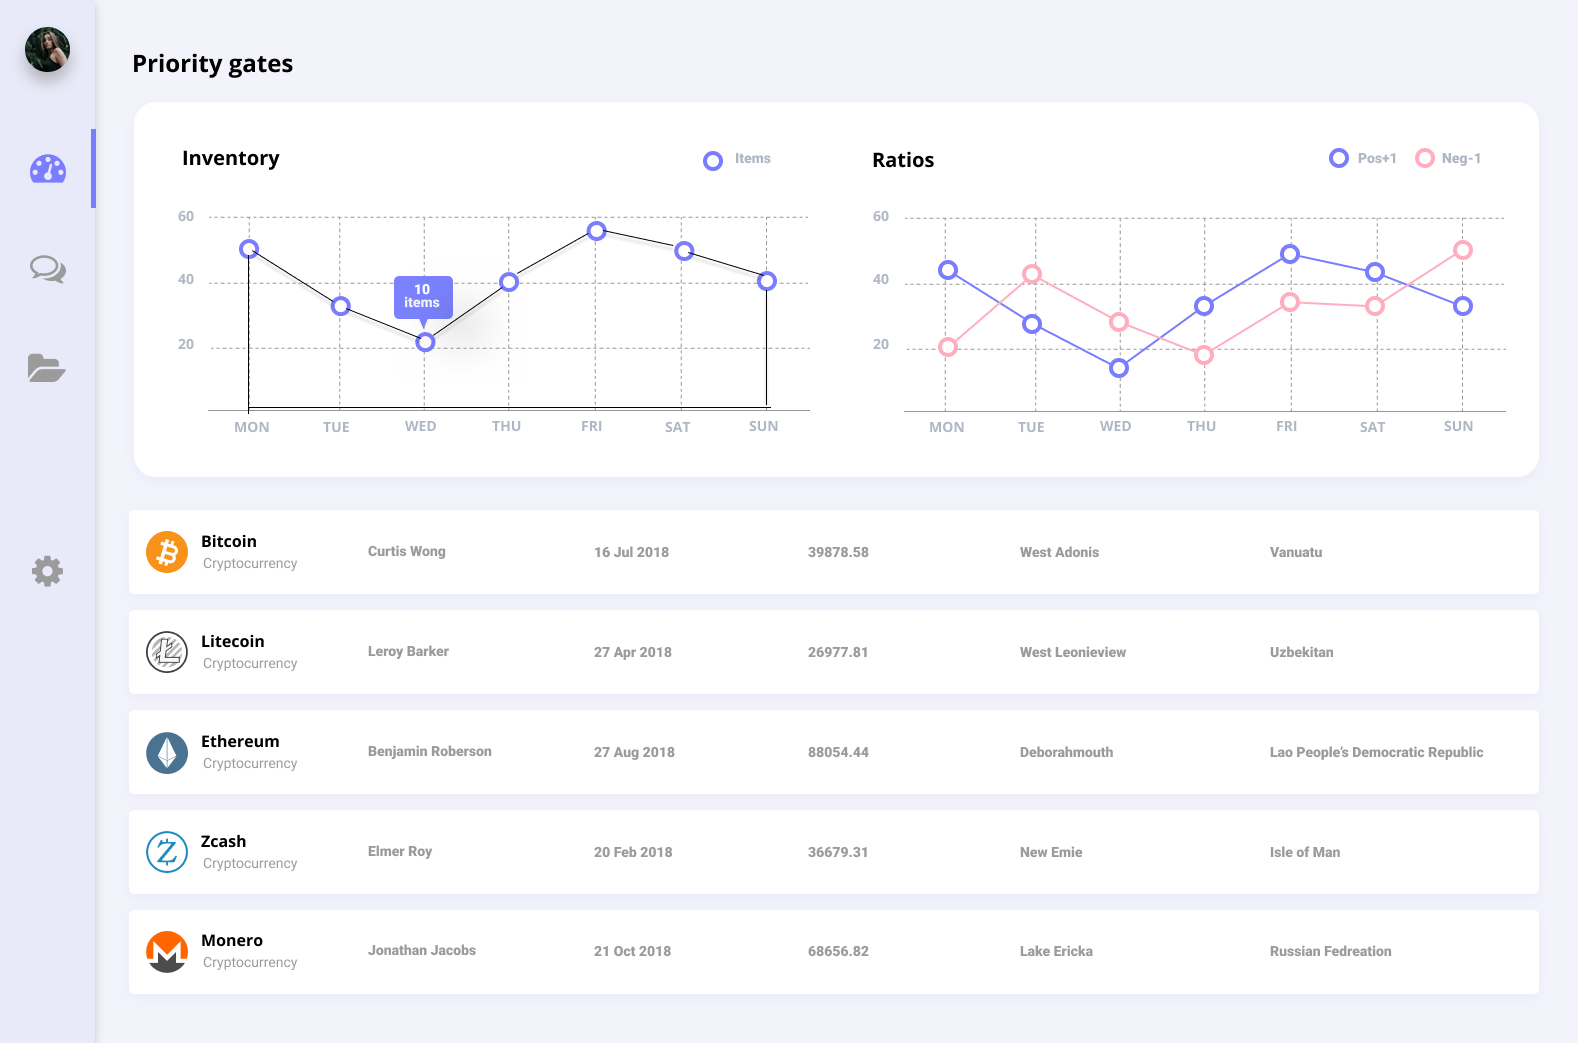 Priority gates
Inventory
Items
60
40
20
10
items
MON TUE WED THU FRI SAT SUN
Ratios
Pos+1 Neg-1
60
40
20
MON TUE WED THU FRI SAT SUN
Bitcoin
Cryptocurrency
Curtis Wong
16 Jul 2018
39878.58
West Adonis
Vanuatu
Litecoin
Cryptocurrency
Leroy Barker
27 Apr 2018
26977.81
West Leonieview
Uzbekitan
Ethereum
Cryptocurrency
Benjamin Roberson
27 Aug 2018
88054.44
Deborahmouth
Lao People’s Democratic Republic
Zcash
Cryptocurrency
Elmer Roy
20 Feb 2018
36679.31
New Emie
Isle of Man
Monero
Cryptocurrency
Jonathan Jacobs
21 Oct 2018
68656.82
Lake Ericka
Russian Fedreation